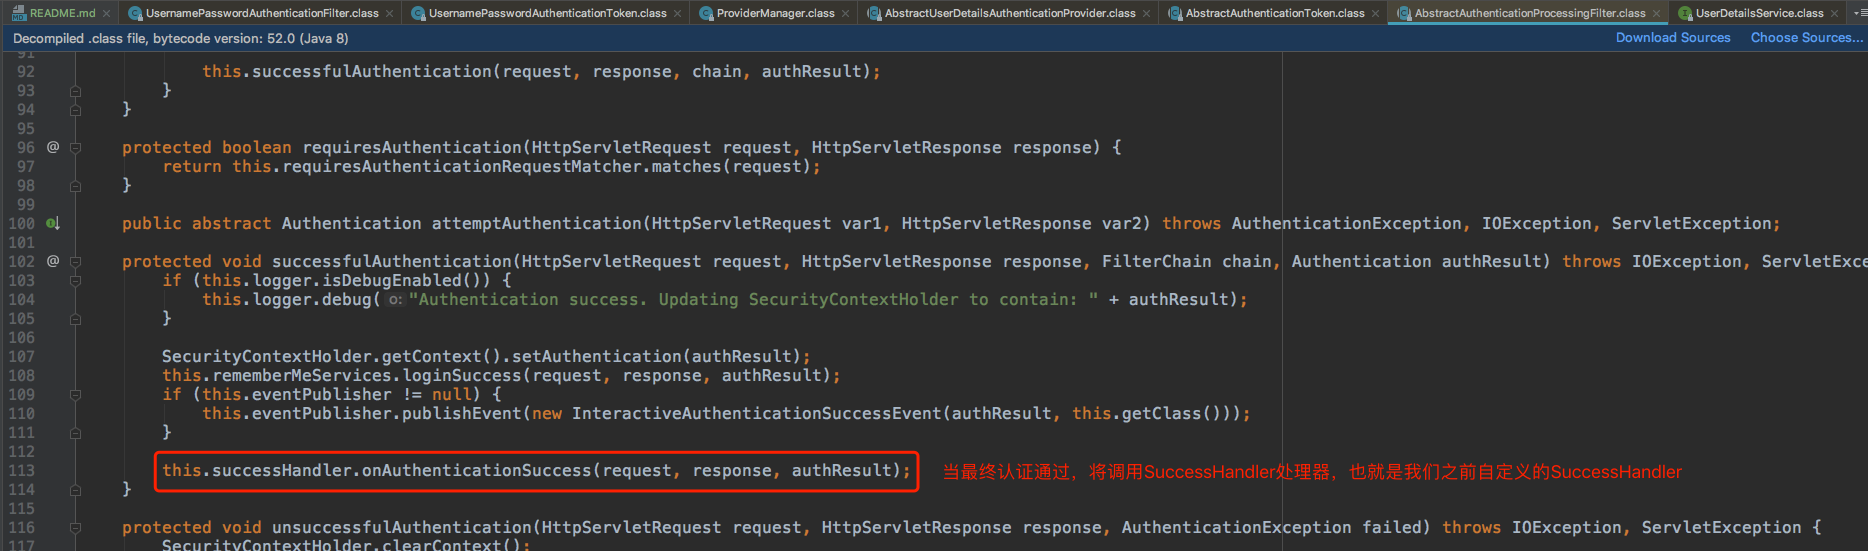 README.md UsernamePasswordAuthenticationFilter.class UsernamePasswordAuthenticationToken.class ProviderManager.class AbstractUserDetailsAuthenticationProvider.class AbstractAuthenticationToken.class AbstractAuthenticationProcessingFilter.class UserDetailsService.class
Decompiled .class file, bytecode version: 52.0 (Java 8) Download Sources Choose Sources...
91
92 this.successfulAuthentication(request, response, chain, authResult);
93 }
94 }
95
96 @ protected boolean requiresAuthentication(HttpServletRequest request, HttpServletResponse response) {
97 return this.requiresAuthenticationRequestMatcher.matches(request);
98 }
99
100 public abstract Authentication attemptAuthentication(HttpServletRequest var1, HttpServletResponse var2) throws AuthenticationException, IOException, ServletException;
101
102 @ protected void successfulAuthentication(HttpServletRequest request, HttpServletResponse response, FilterChain chain, Authentication authResult) throws IOException, ServletExce
103 if (this.logger.isDebugEnabled()) {
104 this.logger.debug( o: "Authentication success. Updating SecurityContextHolder to contain: " + authResult);
105 }
106
107 SecurityContextHolder.getContext().setAuthentication(authResult);
108 this.rememberMeServices.loginSuccess(request, response, authResult);
109 if (this.eventPublisher != null) {
110 this.eventPublisher.publishEvent(new InteractiveAuthenticationSuccessEvent(authResult, this.getClass()));
111 }
112
113 this.successHandler.onAuthenticationSuccess(request, response, authResult); 当最终认证通过，将调用SuccessHandler处理器，也就是我们之前自定义的SuccessHandler
114 }
115
116 protected void unsuccessfulAuthentication(HttpServletRequest request, HttpServletResponse response, AuthenticationException failed) throws IOException, ServletException {
117 SecurityContextHolder.clearContext();